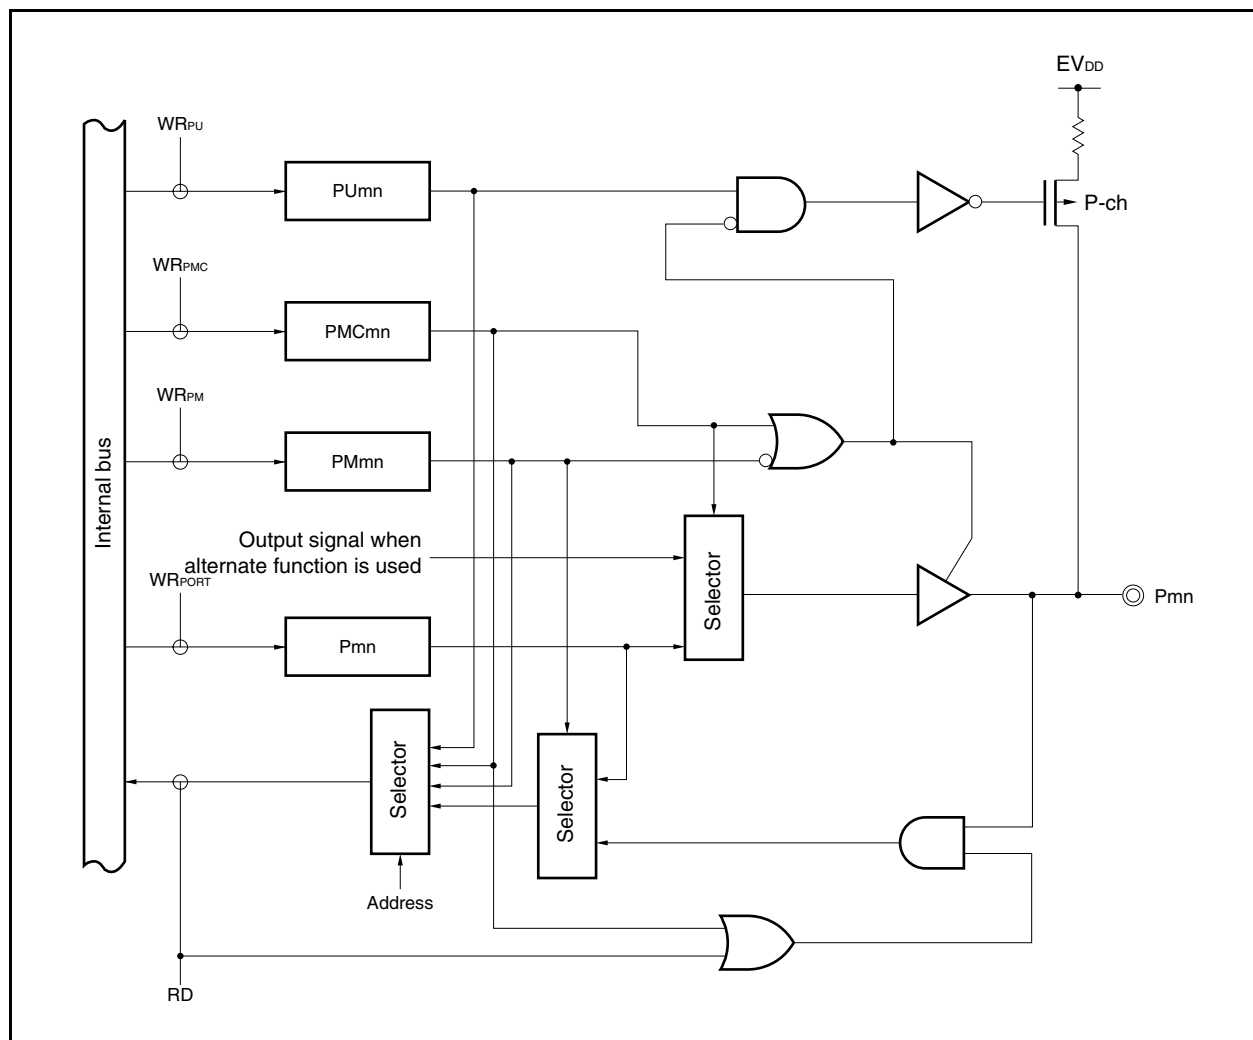 EVDD
WRPU
PUmn
P-ch
WRPMC
PMCmn
WRPM
PMmn
Internal bus
Output signal when
alternate function is used
Selector
WRPORT
Pmn
Pmn
Selector
Selector
Address
RD